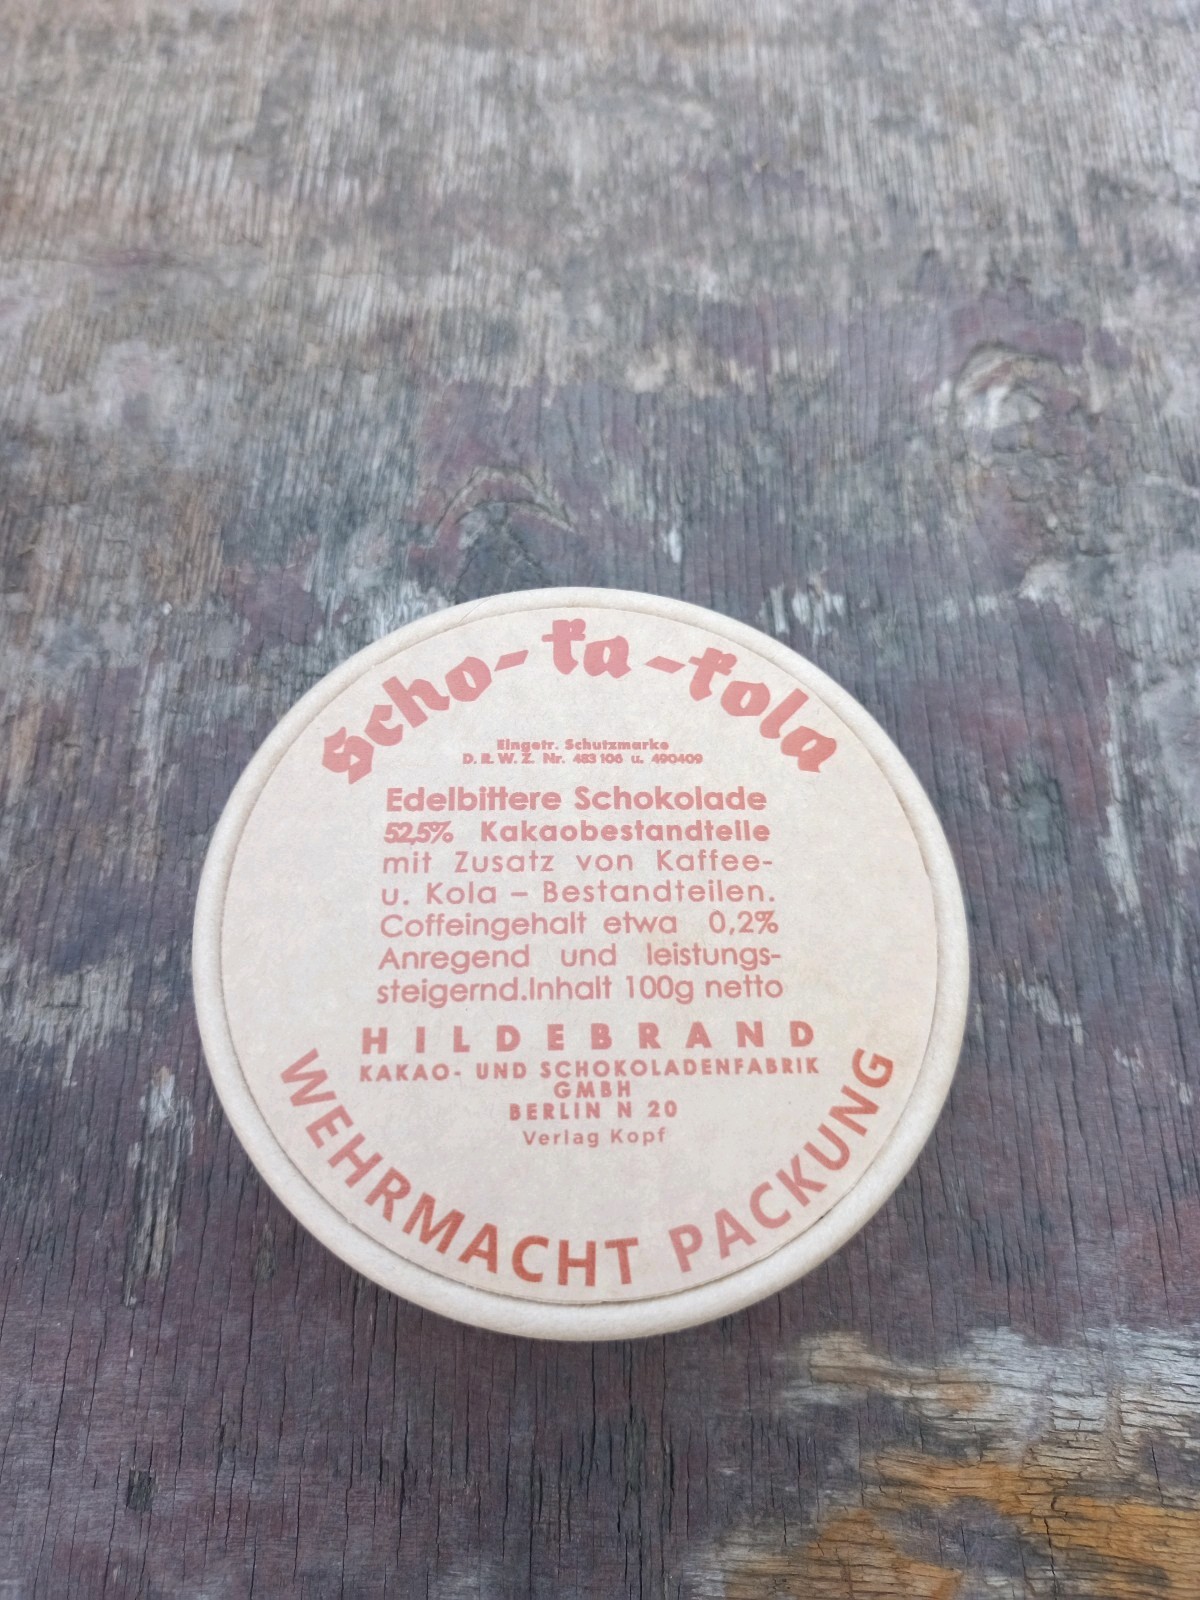 Scho-ka-kola
Eingetr. Schutzmarke
D. R. W. Z. Nr. 483 106 u. 490409
Edelbittere Schokolade
52,5% Kakaobestandteile
mit Zusatz von Kaffee-
u. Kola – Bestandteilen.
Coffeingehalt etwa 0,2%
Anregend und leistungs-
steigernd.Inhalt 100g netto
HILDEBRAND
KAKAO- UND SCHOKOLADENFABRIK
GMBH
BERLIN N 20
Verlag Kopf
WEHRMACHT PACKUNG